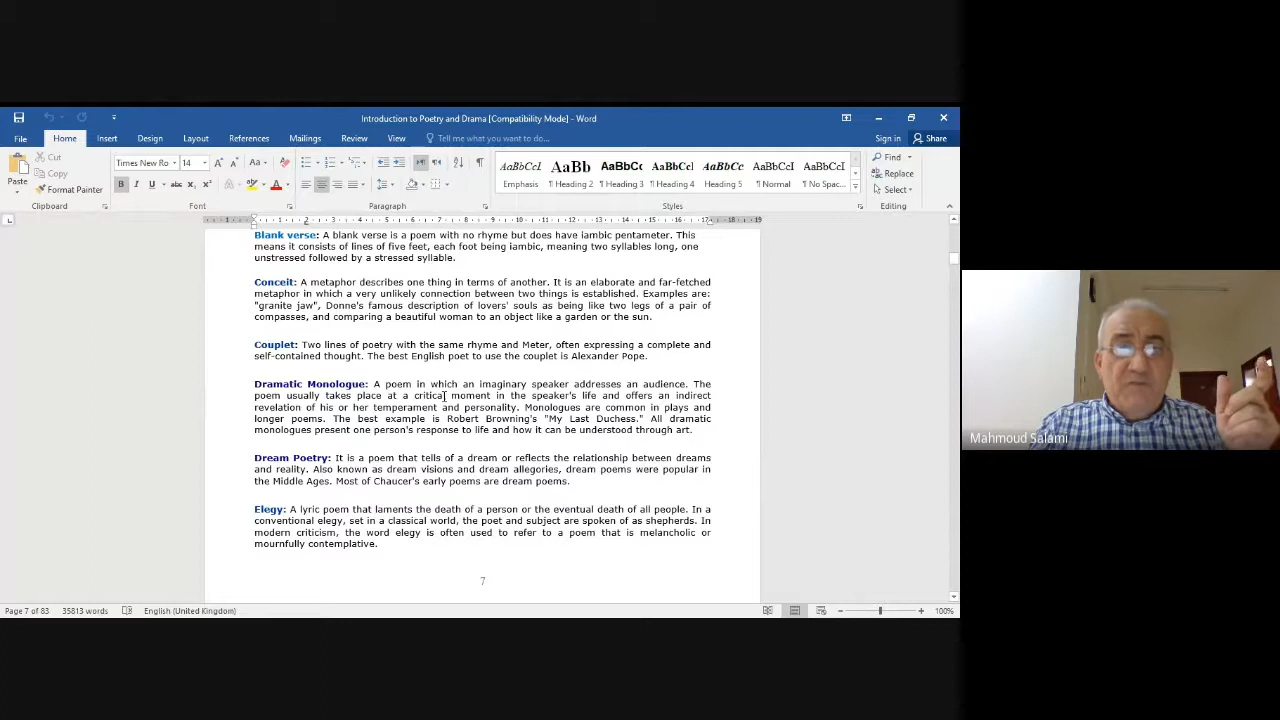 Introduction to Poetry and Drama [Compatibility Mode] - Word
File Home Insert Design Layout References Mailings Review View Tell me what you want to do... Sign in Share
Paste Cut Copy Format Painter Clipboard
Times New Ro 14 Font
Paragraph
AaBbCcI Emphasis AaBb ¶ Heading 2 AaBbCc ¶ Heading 3 AaBbCcI ¶ Heading 4 AaBbCc Heading 5 AaBbCcI ¶ Normal AaBbCcI ¶ No Spac... Styles
Find Replace Select Editing
Blank verse: A blank verse is a poem with no rhyme but does have iambic pentameter. This
means it consists of lines of five feet, each foot being iambic, meaning two syllables long, one
unstressed followed by a stressed syllable.
Conceit: A metaphor describes one thing in terms of another. It is an elaborate and far-fetched
metaphor in which a very unlikely connection between two things is established. Examples are:
"granite jaw", Donne's famous description of lovers' souls as being like two legs of a pair of
compasses, and comparing a beautiful woman to an object like a garden or the sun.
Couplet: Two lines of poetry with the same rhyme and Meter, often expressing a complete and
self-contained thought. The best English poet to use the couplet is Alexander Pope.
Dramatic Monologue: A poem in which an imaginary speaker addresses an audience. The
poem usually takes place at a critical moment in the speaker's life and offers an indirect
revelation of his or her temperament and personality. Monologues are common in plays and
longer poems. The best example is Robert Browning's "My Last Duchess." All dramatic
monologues present one person's response to life and how it can be understood through art.
Dream Poetry: It is a poem that tells of a dream or reflects the relationship between dreams
and reality. Also known as dream visions and dream allegories, dream poems were popular in
the Middle Ages. Most of Chaucer's early poems are dream poems.
Elegy: A lyric poem that laments the death of a person or the eventual death of all people. In a
conventional elegy, set in a classical world, the poet and subject are spoken of as shepherds. In
modern criticism, the word elegy is often used to refer to a poem that is melancholic or
mournfully contemplative.
7
Page 7 of 83 35813 words English (United Kingdom) 100%
Mahmoud Salami